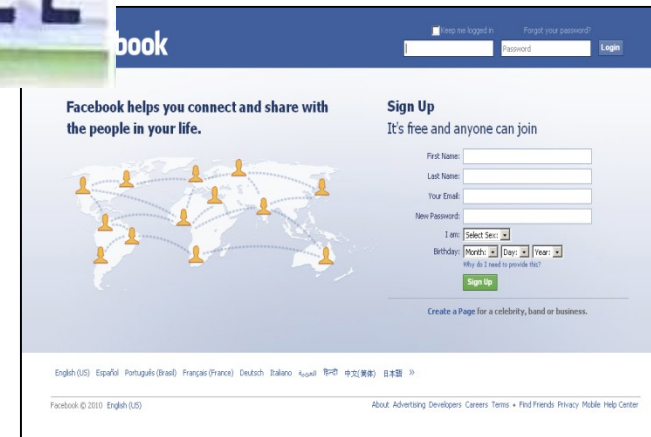 book
Keep me logged in Forgot your password?
Password Login
Facebook helps you connect and share with
the people in your life.
Sign Up
It's free and anyone can join
First Name:
Last Name:
Your Email:
New Password:
I am: Select Sex:
Birthday: Month: Day: Year:
Why do I need to provide this?
Sign Up
Create a Page for a celebrity, band or business.
English (US) Español Português (Brasil) Français (France) Deutsch Italiano العربية हिन्दी 中文(简体) 日本語 »
Facebook © 2010 English (US)
About Advertising Developers Careers Terms • Find Friends Privacy Mobile Help Center